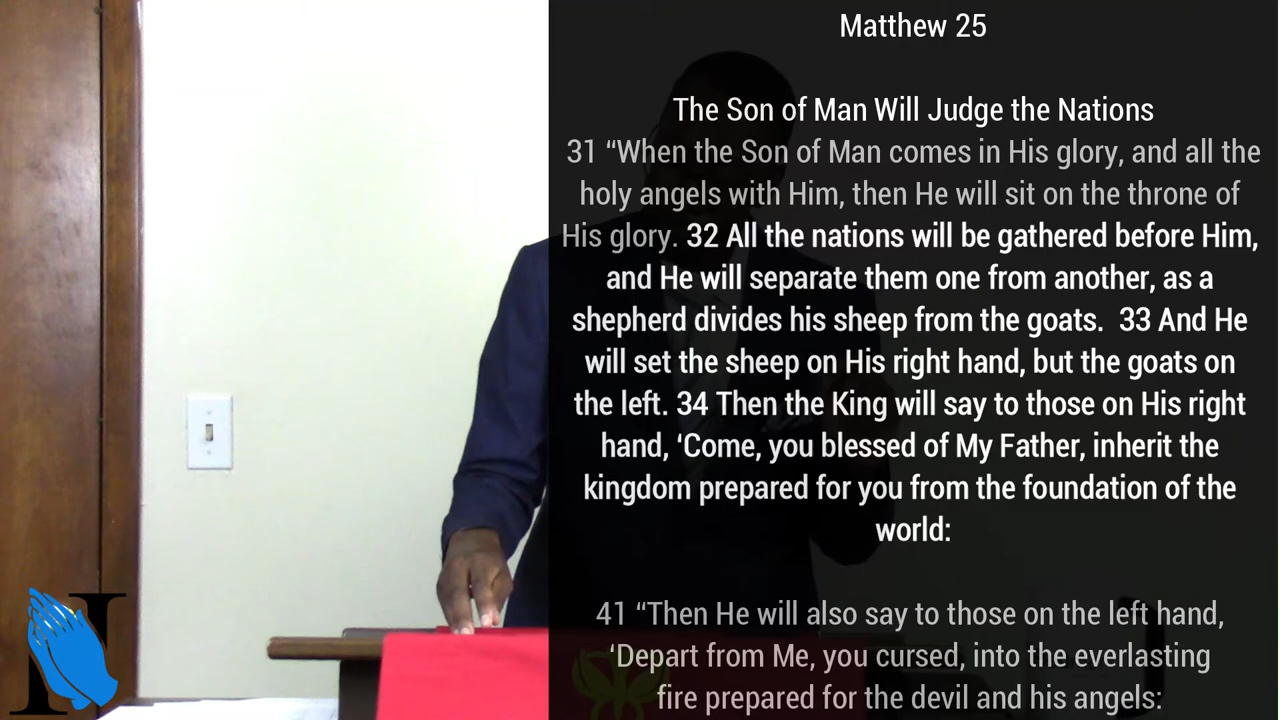 Matthew 25
The Son of Man Will Judge the Nations
31 “When the Son of Man comes in His glory, and all the
holy angels with Him, then He will sit on the throne of
His glory. 32 All the nations will be gathered before Him,
and He will separate them one from another, as a
shepherd divides his sheep from the goats.  33 And He
will set the sheep on His right hand, but the goats on
the left. 34 Then the King will say to those on His right
hand, ‘Come, you blessed of My Father, inherit the
kingdom prepared for you from the foundation of the
world:
41 “Then He will also say to those on the left hand,
‘Depart from Me, you cursed, into the everlasting
fire prepared for the devil and his angels: